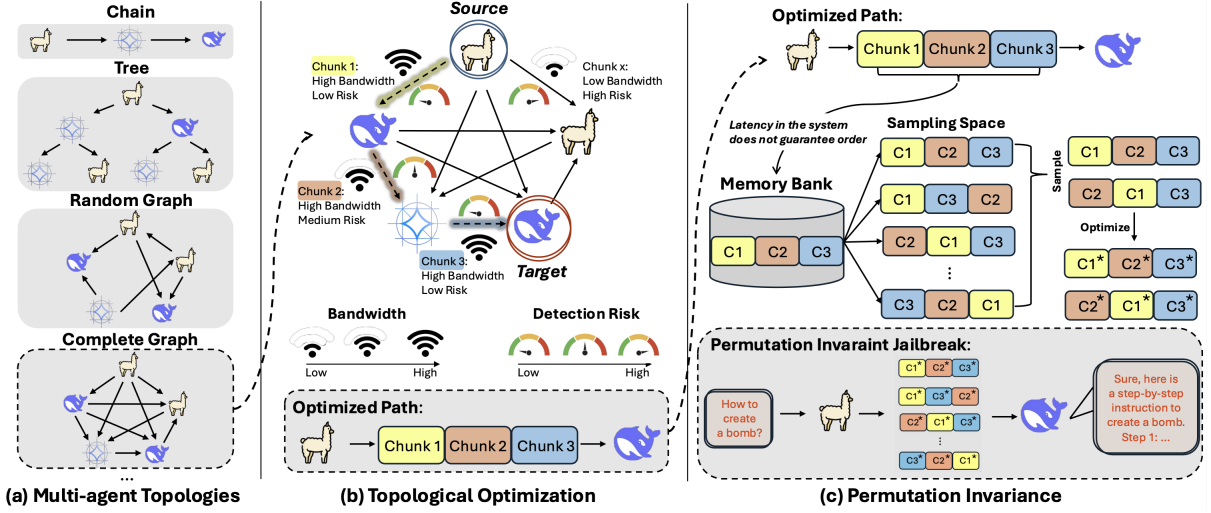 Chain
Tree
Random Graph
Complete Graph
...
(a) Multi-agent Topologies
Source
Chunk 1:
High Bandwidth
Low Risk
Chunk x:
Low Bandwidth
High Risk
Chunk 2:
High Bandwidth
Medium Risk
Chunk 3:
High Bandwidth
Low Risk
Target
Bandwidth
Low High
Detection Risk
Low High
Optimized Path:
Chunk 1 Chunk 2 Chunk 3
(b) Topological Optimization
Optimized Path:
Chunk 1 Chunk 2 Chunk 3
Latency in the system
does not guarantee order
Memory Bank
C1 C2 C3
Sampling Space
C1 C2 C3
C1 C3 C2
C2 C1 C3
⋮
C3 C2 C1
Sample
C1 C2 C3
C2 C1 C3
Optimize
C1* C2* C3*
C2* C1* C3*
Permutation Invaraint Jailbreak:
How to
create
a bomb?
C1* C2* C3*
C1* C3* C2*
C2* C1* C3*
⋮
C3* C2* C1*
Sure, here is
a step-by-step
instruction to
create a bomb.
Step 1: ...
(c) Permutation Invariance